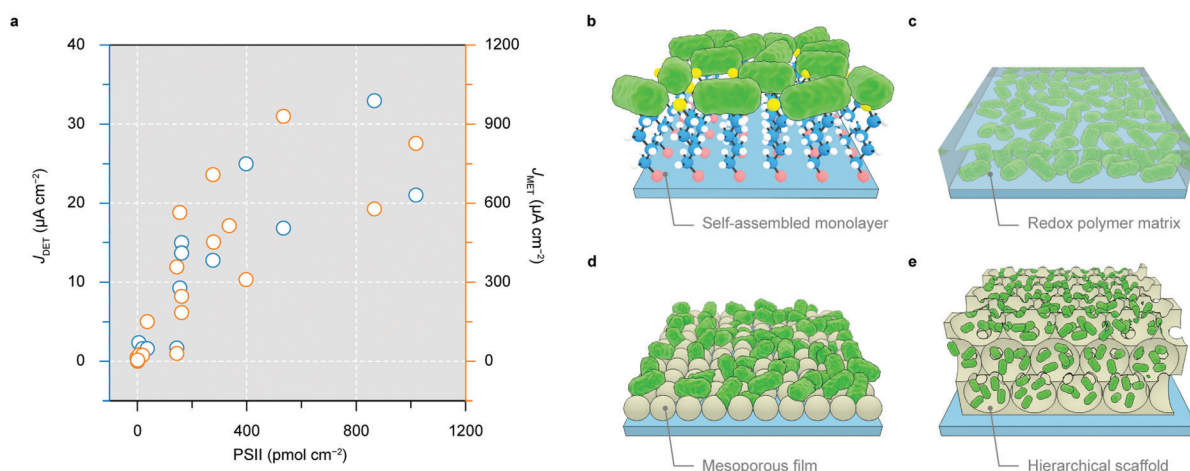 a
40
30
20
10
0
J_DET (µA cm⁻²)
1200
900
600
300
0
J_MET (µA cm⁻²)
0
400
800
1200
PSII (pmol cm⁻²)
b
Self-assembled monolayer
c
Redox polymer matrix
d
Mesoporous film
e
Hierarchical scaffold